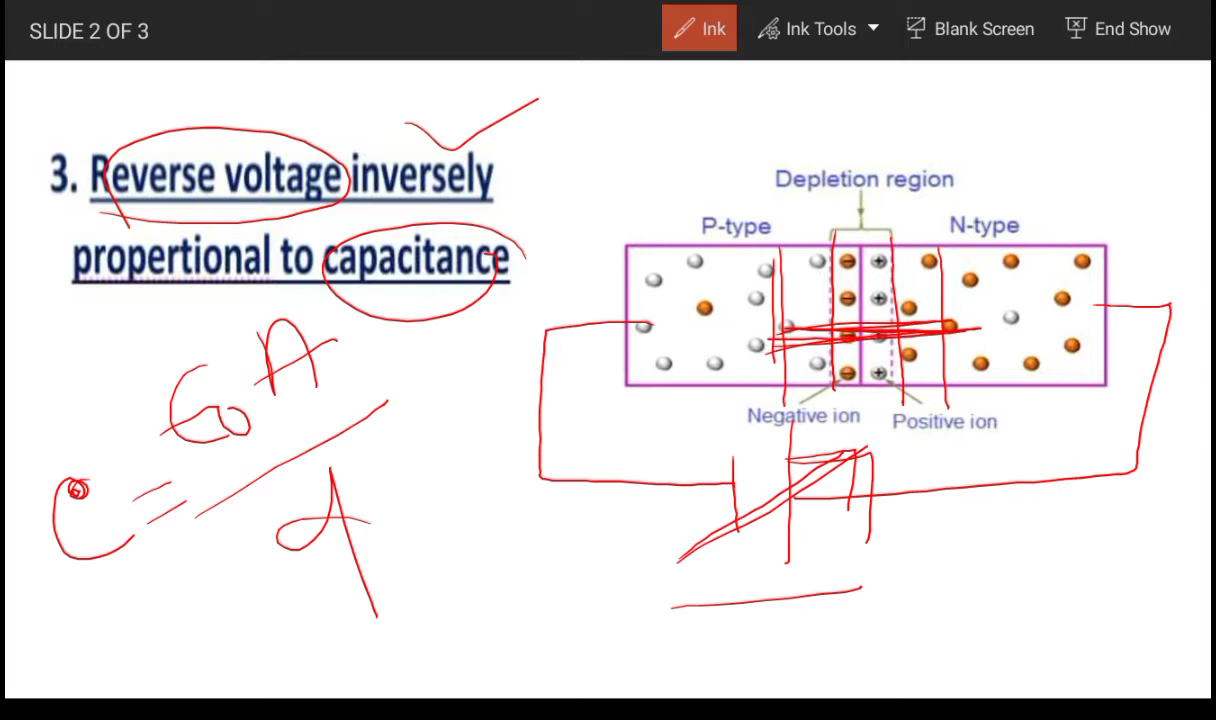 SLIDE 2 OF 3
Ink
Ink Tools
Blank Screen
End Show
3. Reverse voltage inversely
propertional to capacitance
Depletion region
P-type
N-type
Negative ion
Positive ion
C = ε0 A
d